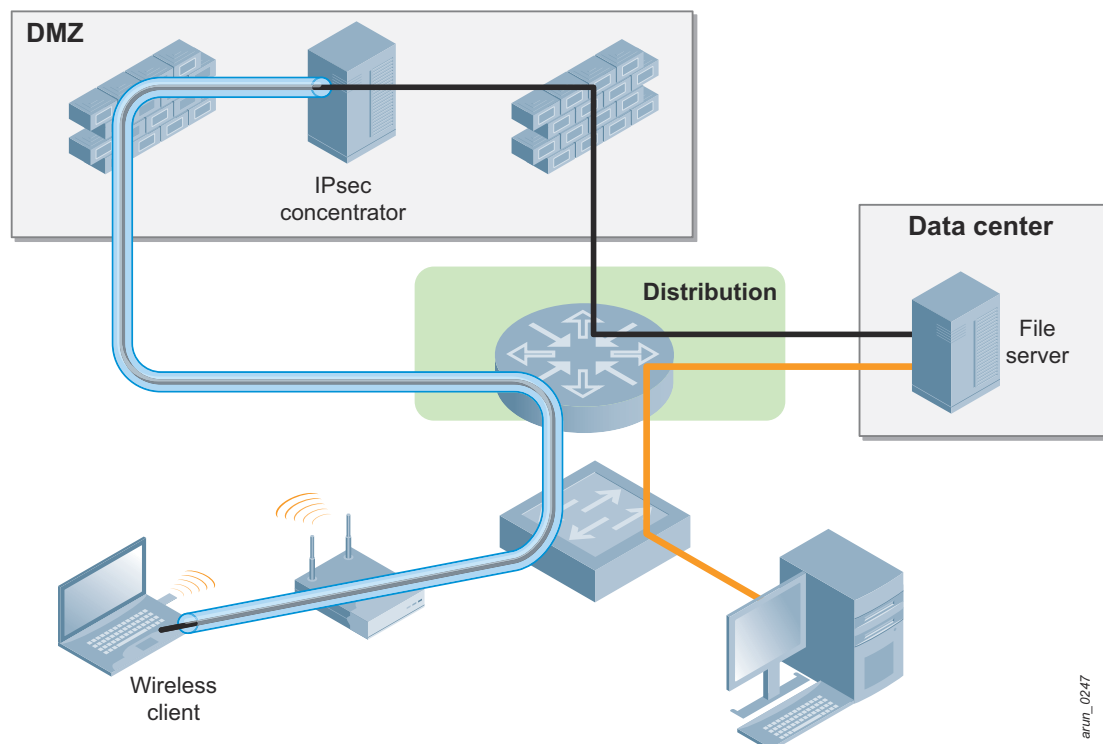 DMZ
IPsec
concentrator
Data center
Distribution
File
server
Wireless
client
arun_0247